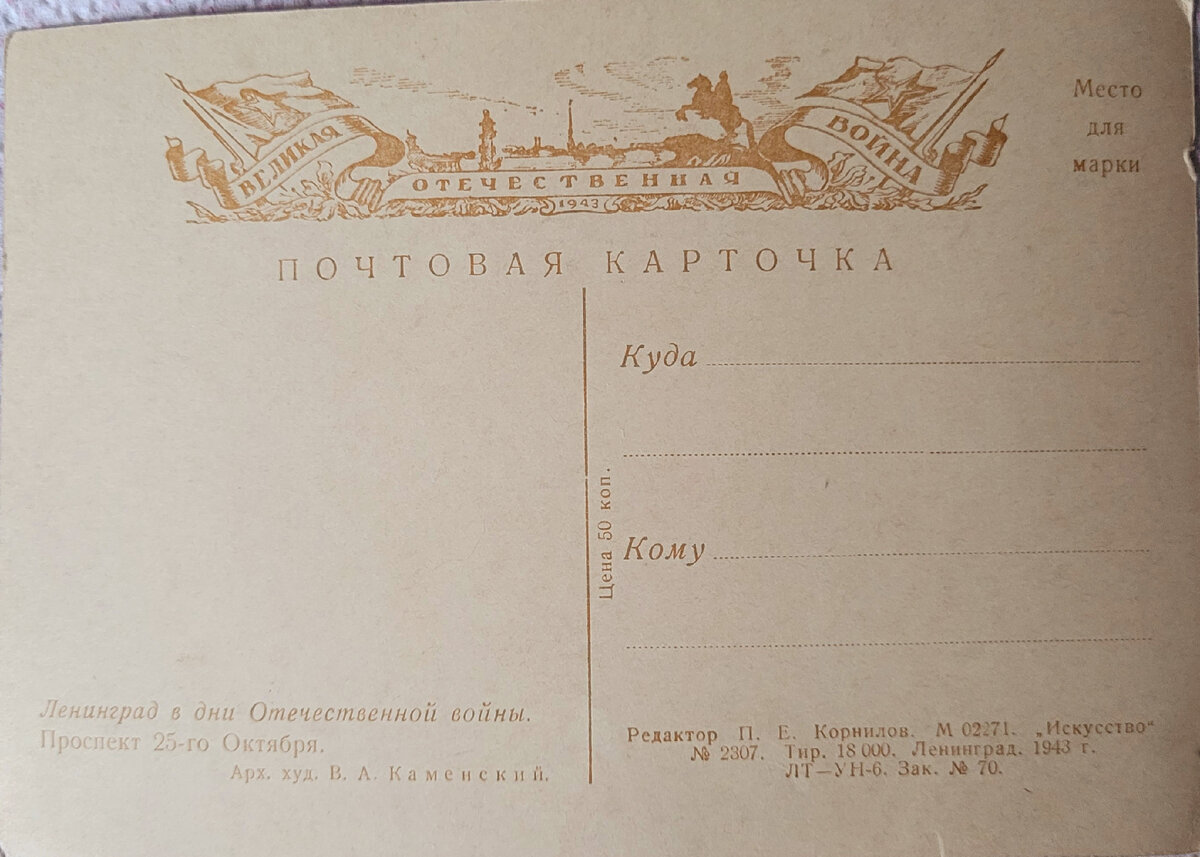 ВЕЛИКАЯ
ОТЕЧЕСТВЕННАЯ
ВОЙНА
1943
Место
для
марки
ПОЧТОВАЯ КАРТОЧКА
Куда
Цена 50 коп.
Кому
Ленинград в дни Отечественной войны.
Проспект 25-го Октября.
Арх. худ. В. А. Каменский.
Редактор П. Е. Корнилов. М 02271. „Искусство“
№ 2307. Тир. 18 000. Ленинград. 1943 г.
ЛТ—УН-6. Зак. № 70.